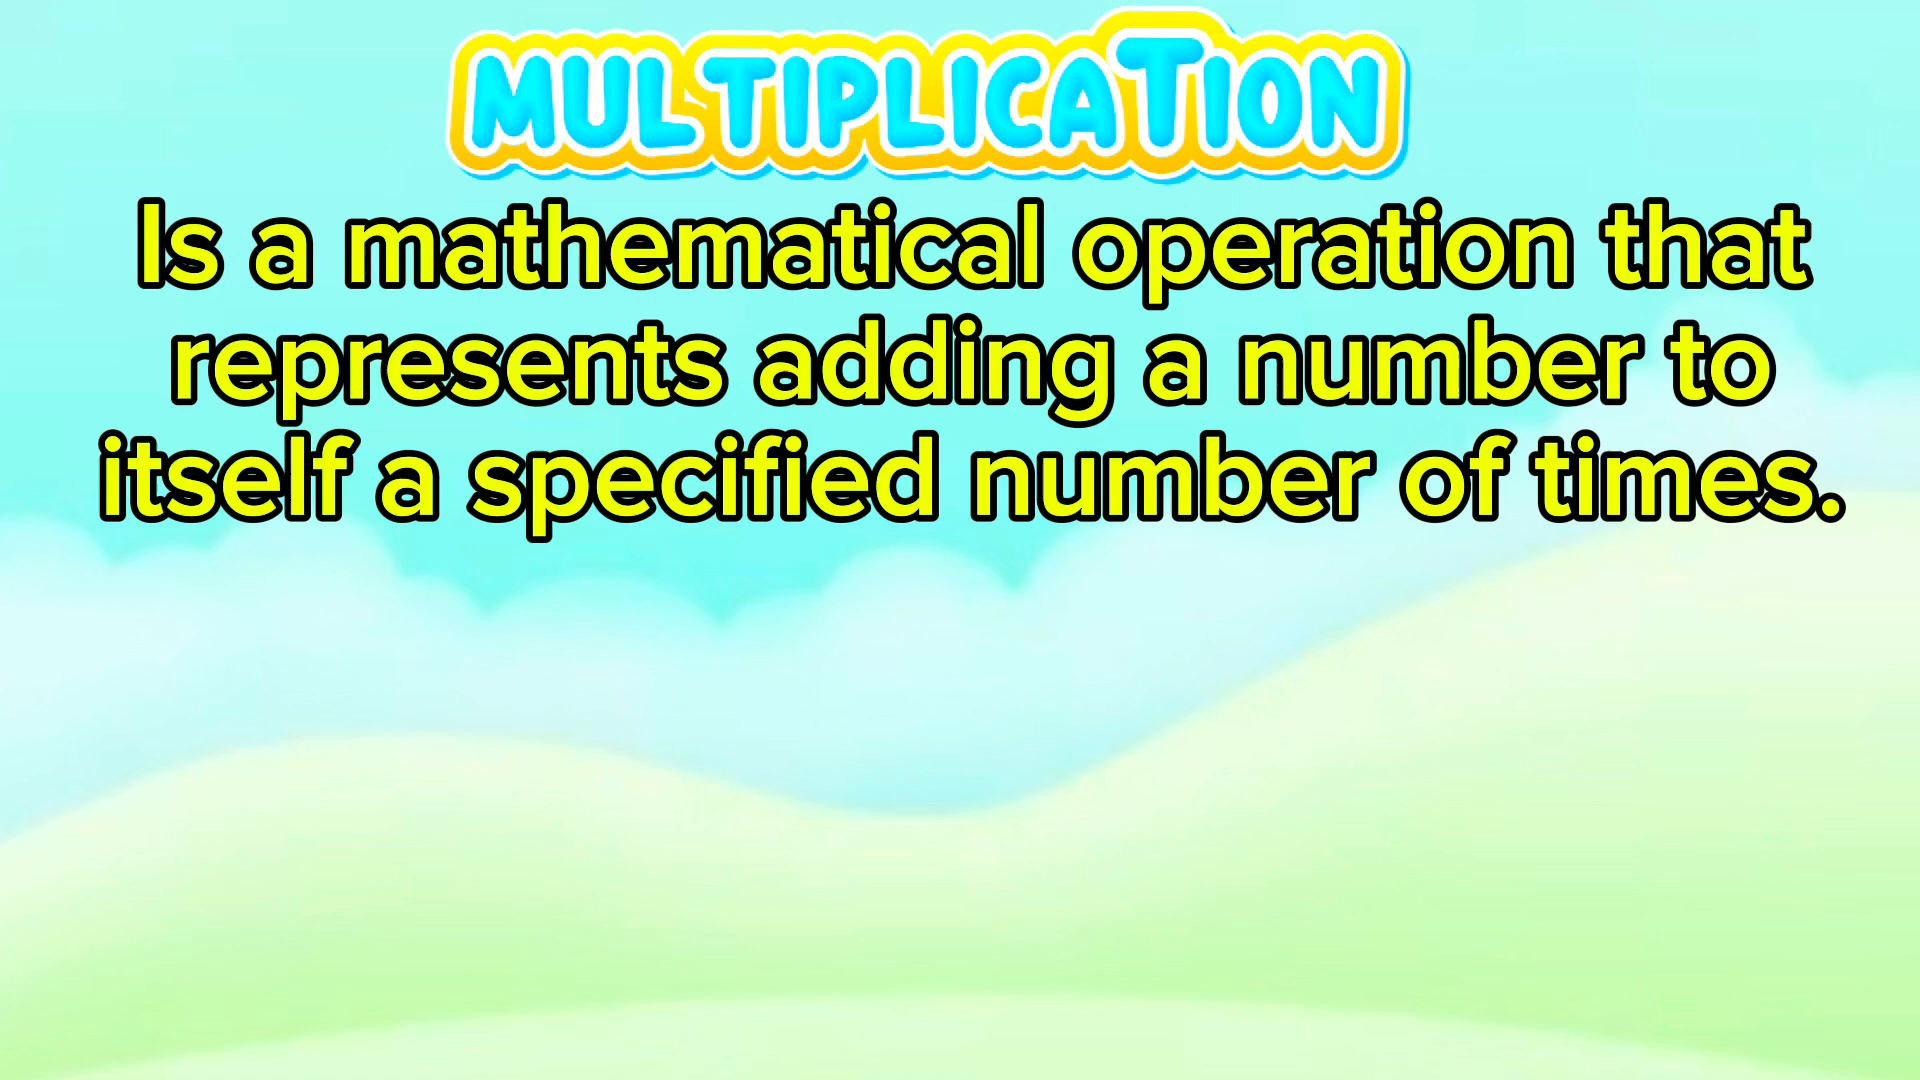 MULTIPLICATION
Is a mathematical operation that
represents adding a number to
itself a specified number of times.